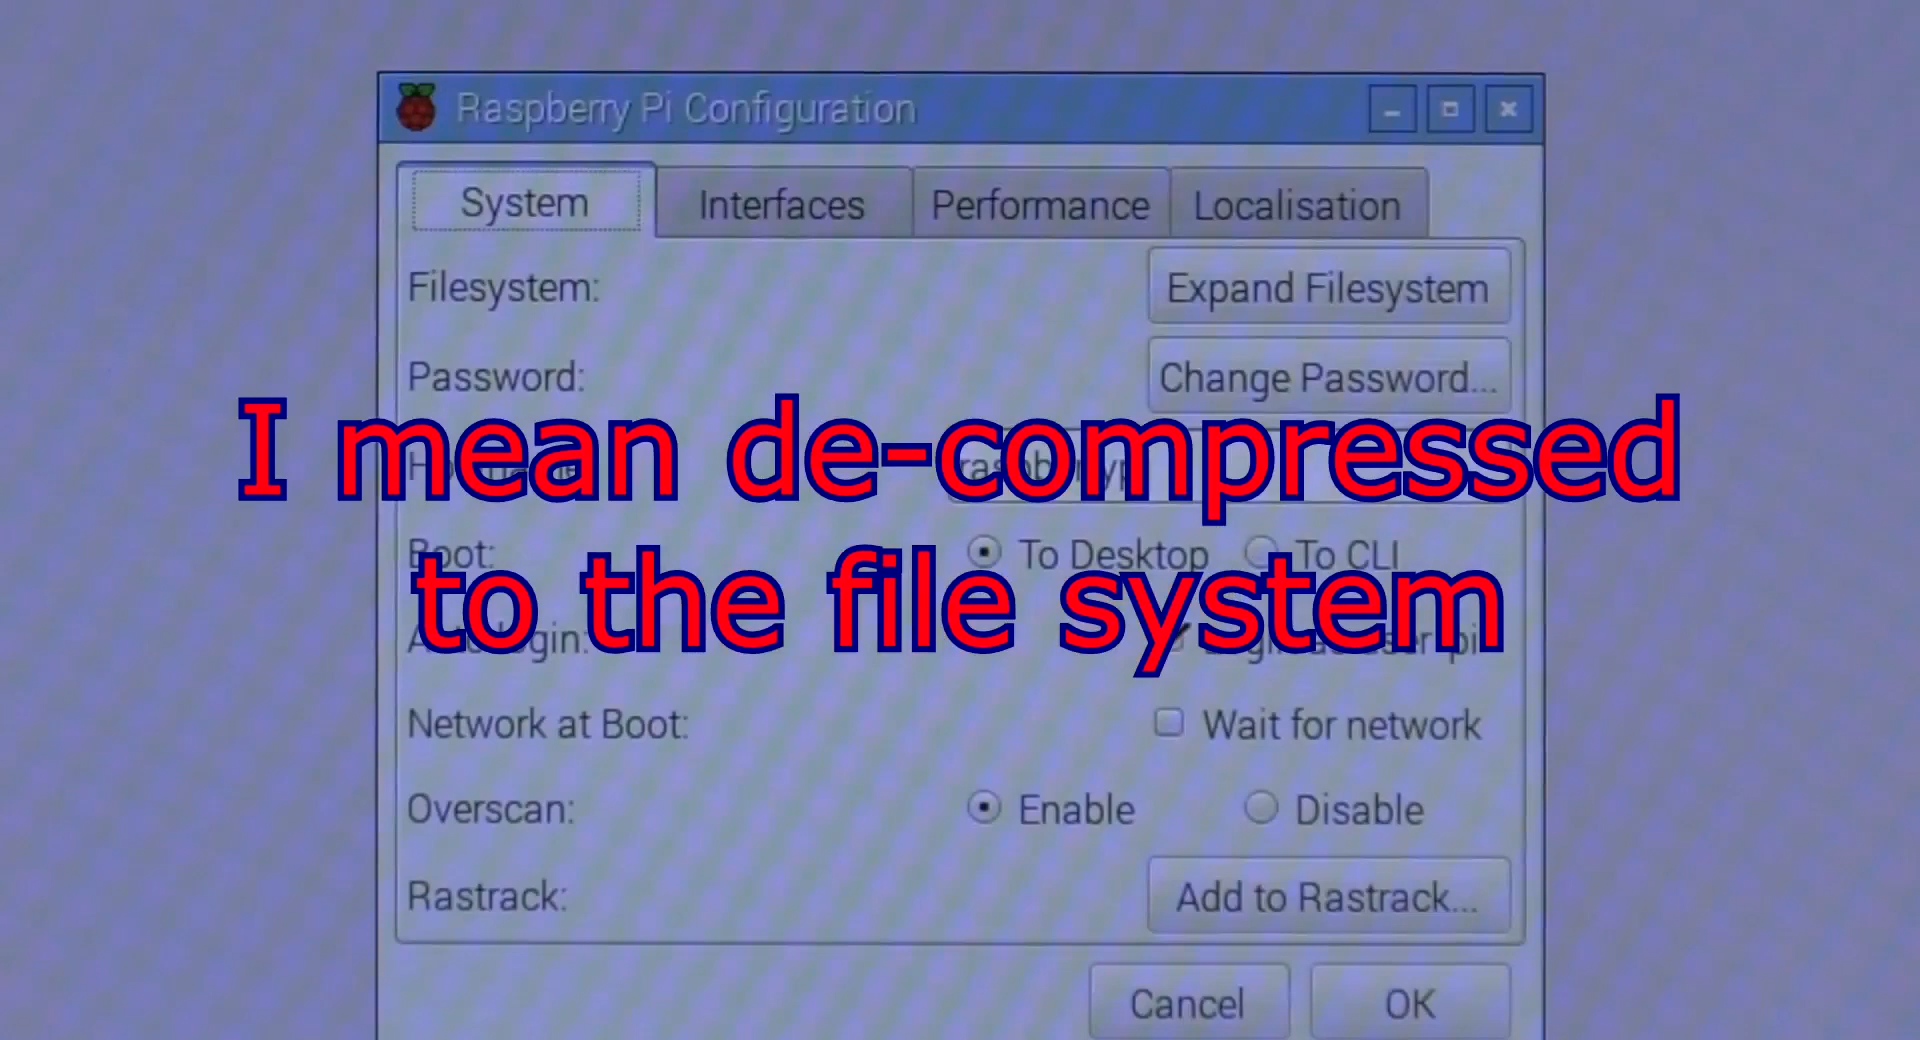 Raspberry Pi Configuration
System Interfaces Performance Localisation
Filesystem: Expand Filesystem
Password: Change Password...
I mean de-compressed
Boot: To Desktop To CLI
to the file system
Network at Boot: Wait for network
Overscan: Enable Disable
Rastrack: Add to Rastrack...
Cancel OK